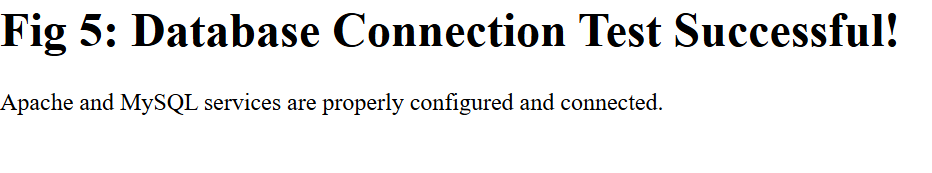 Fig 5: Database Connection Test Successful!
Apache and MySQL services are properly configured and connected.